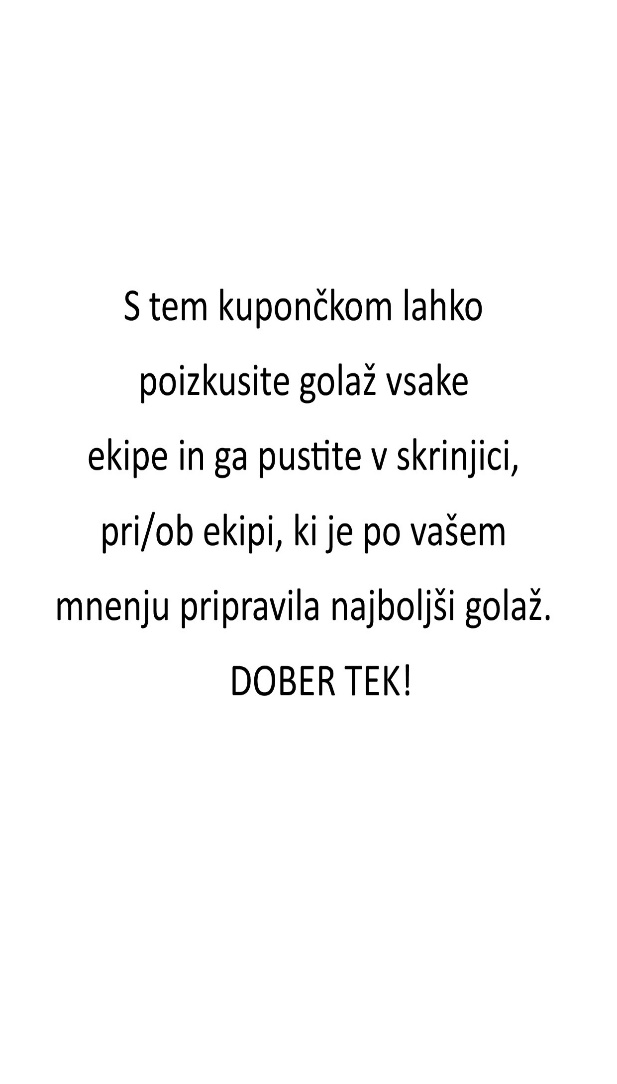 S tem kupončkom lahko
poizkusite golaž vsake
ekipe in ga pustite v skrinjici,
pri/ob ekipi, ki je po vašem
mnenju pripravila najboljši golaž.
DOBER TEK!